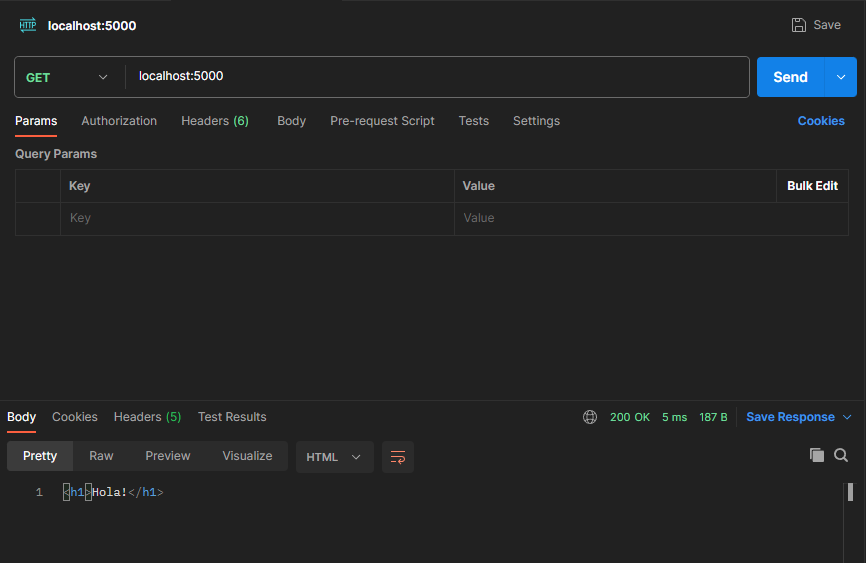 HTTP localhost:5000 Save
GET localhost:5000 Send
Params Authorization Headers (6) Body Pre-request Script Tests Settings Cookies
Query Params
Key Value Bulk Edit
Key Value
Body Cookies Headers (5) Test Results 200 OK 5 ms 187 B Save Response
Pretty Raw Preview Visualize HTML
1 <h1>Hola!</h1>